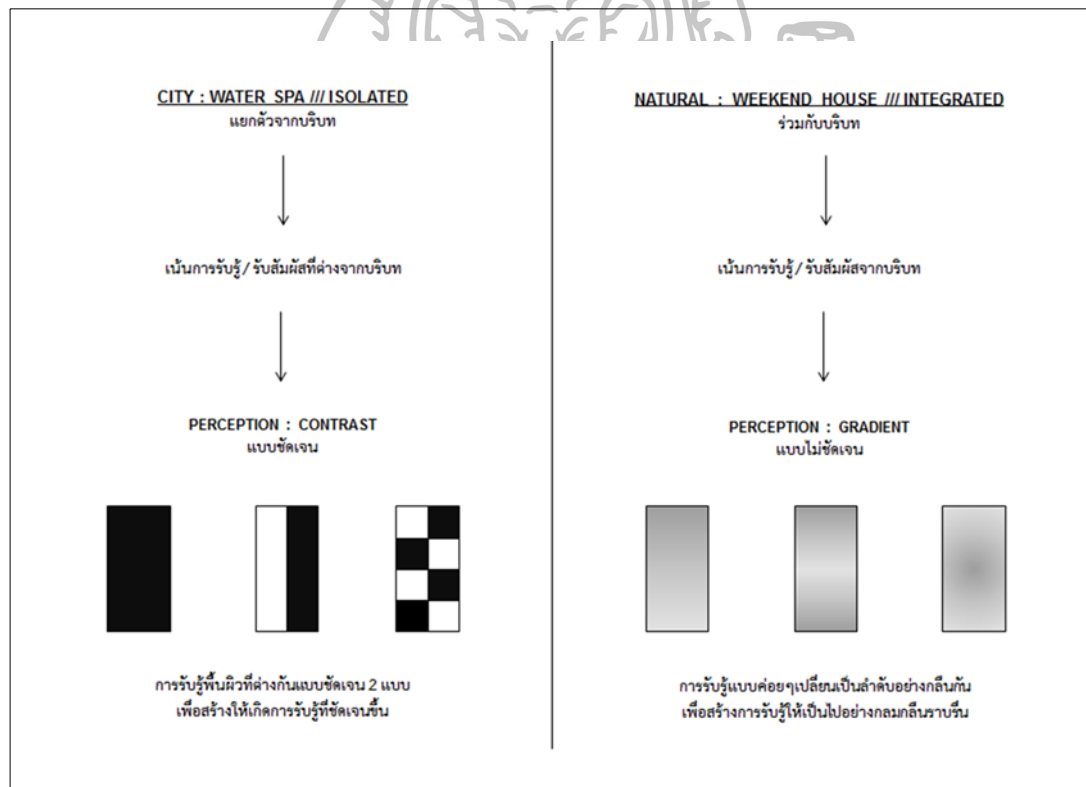 CITY : WATER SPA /// ISOLATED
แยกตัวจากบริบท
เน้นการรับรู้ / รับสัมผัสที่ต่างจากบริบท
PERCEPTION : CONTRAST
แบบชัดเจน
การรับรู้พื้นผิวที่ต่างกันแบบชัดเจน 2 แบบ
เพื่อสร้างให้เกิดการรับรู้ที่ชัดเจนขึ้น
NATURAL : WEEKEND HOUSE /// INTEGRATED
ร่วมกับบริบท
เน้นการรับรู้ / รับสัมผัสจากบริบท
PERCEPTION : GRADIENT
แบบไม่ชัดเจน
การรับรู้แบบค่อยๆเปลี่ยนเป็นลำดับอย่างกลืนกัน
เพื่อสร้างการรับรู้ให้เป็นไปอย่างกลมกลืนราบรื่น